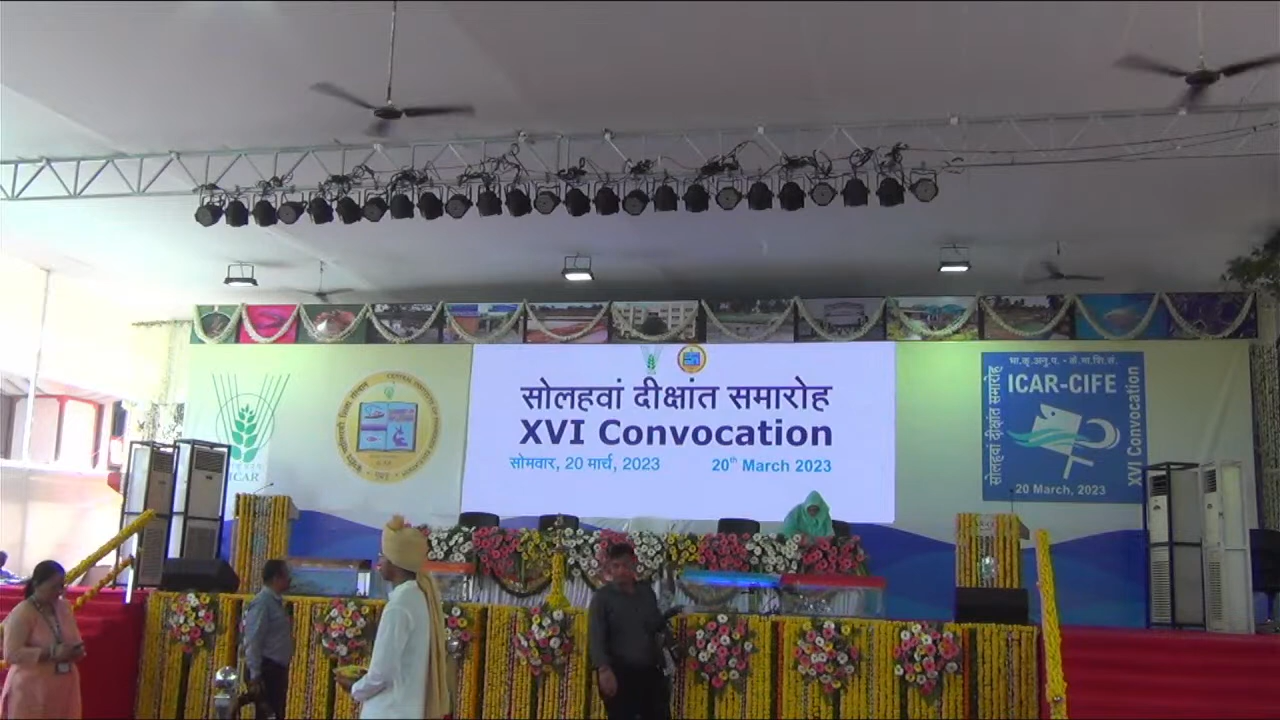 सोलहवां दीक्षांत समारोह
XVI Convocation
सोमवार, 20 मार्च, 2023
20th March 2023
ICAR
भा.कृ.अनु.प. - कें.मा.शि.सं.
ICAR-CIFE
सोलहवां दीक्षांत समारोह
XVI Convocation
20 March, 2023